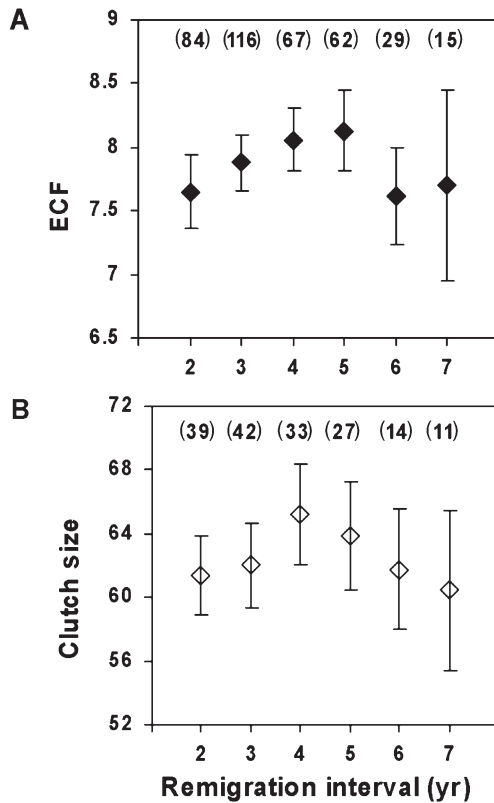 A
9
(84) (116) (67) (62) (29) (15)
8.5
8
7.5
7
6.5
ECF
2 3 4 5 6 7
B
72
(39) (42) (33) (27) (14) (11)
68
64
60
56
52
Clutch size
2 3 4 5 6 7
Remigration interval (yr)